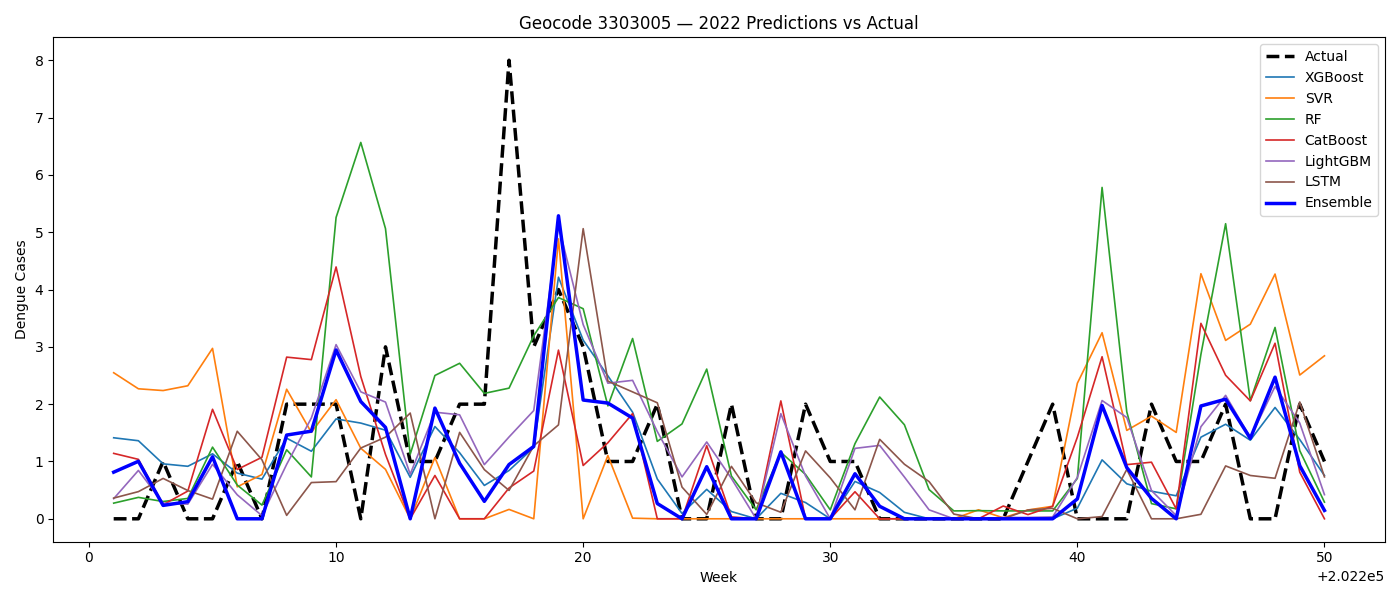 Geocode 3303005 — 2022 Predictions vs Actual
Dengue Cases
8
7
6
5
4
3
2
1
0
0 10 20 30 40 50
Week
+2.022e5
Actual
XGBoost
SVR
RF
CatBoost
LightGBM
LSTM
Ensemble